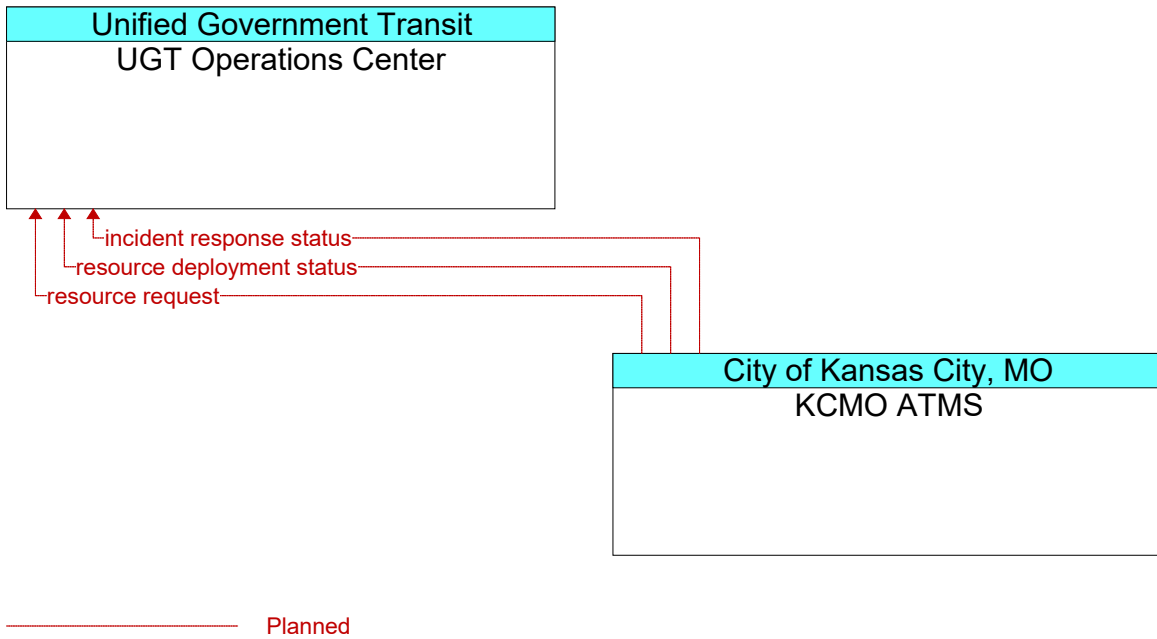 Unified Government Transit
UGT Operations Center
incident response status
resource deployment status
resource request
City of Kansas City, MO
KCMO ATMS
Planned